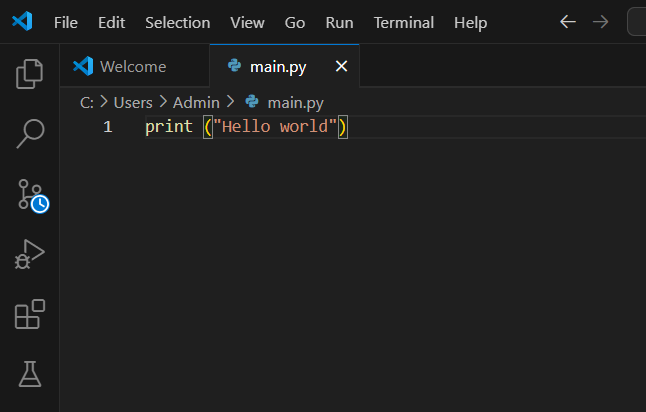 File Edit Selection View Go Run Terminal Help
Welcome main.py
C: > Users > Admin > main.py
1 print ("Hello world")